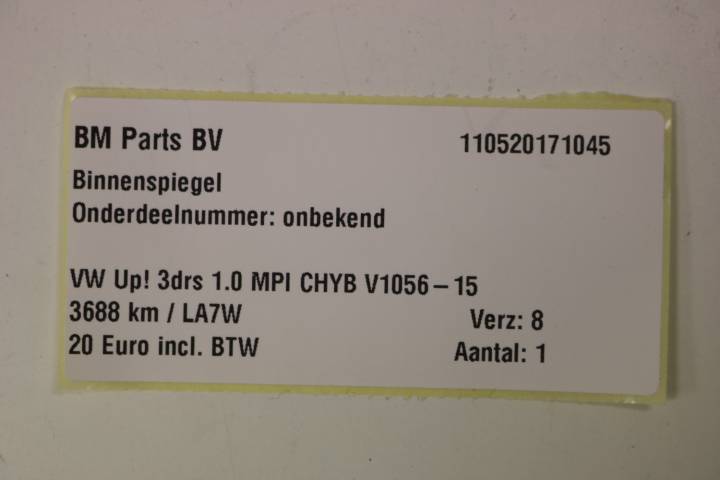 BM Parts BV 110520171045
Binnenspiegel
Onderdeelnummer: onbekend
VW Up! 3drs 1.0 MPI CHYB V1056-15
3688 km / LA7W Verz: 8
20 Euro incl. BTW Aantal: 1